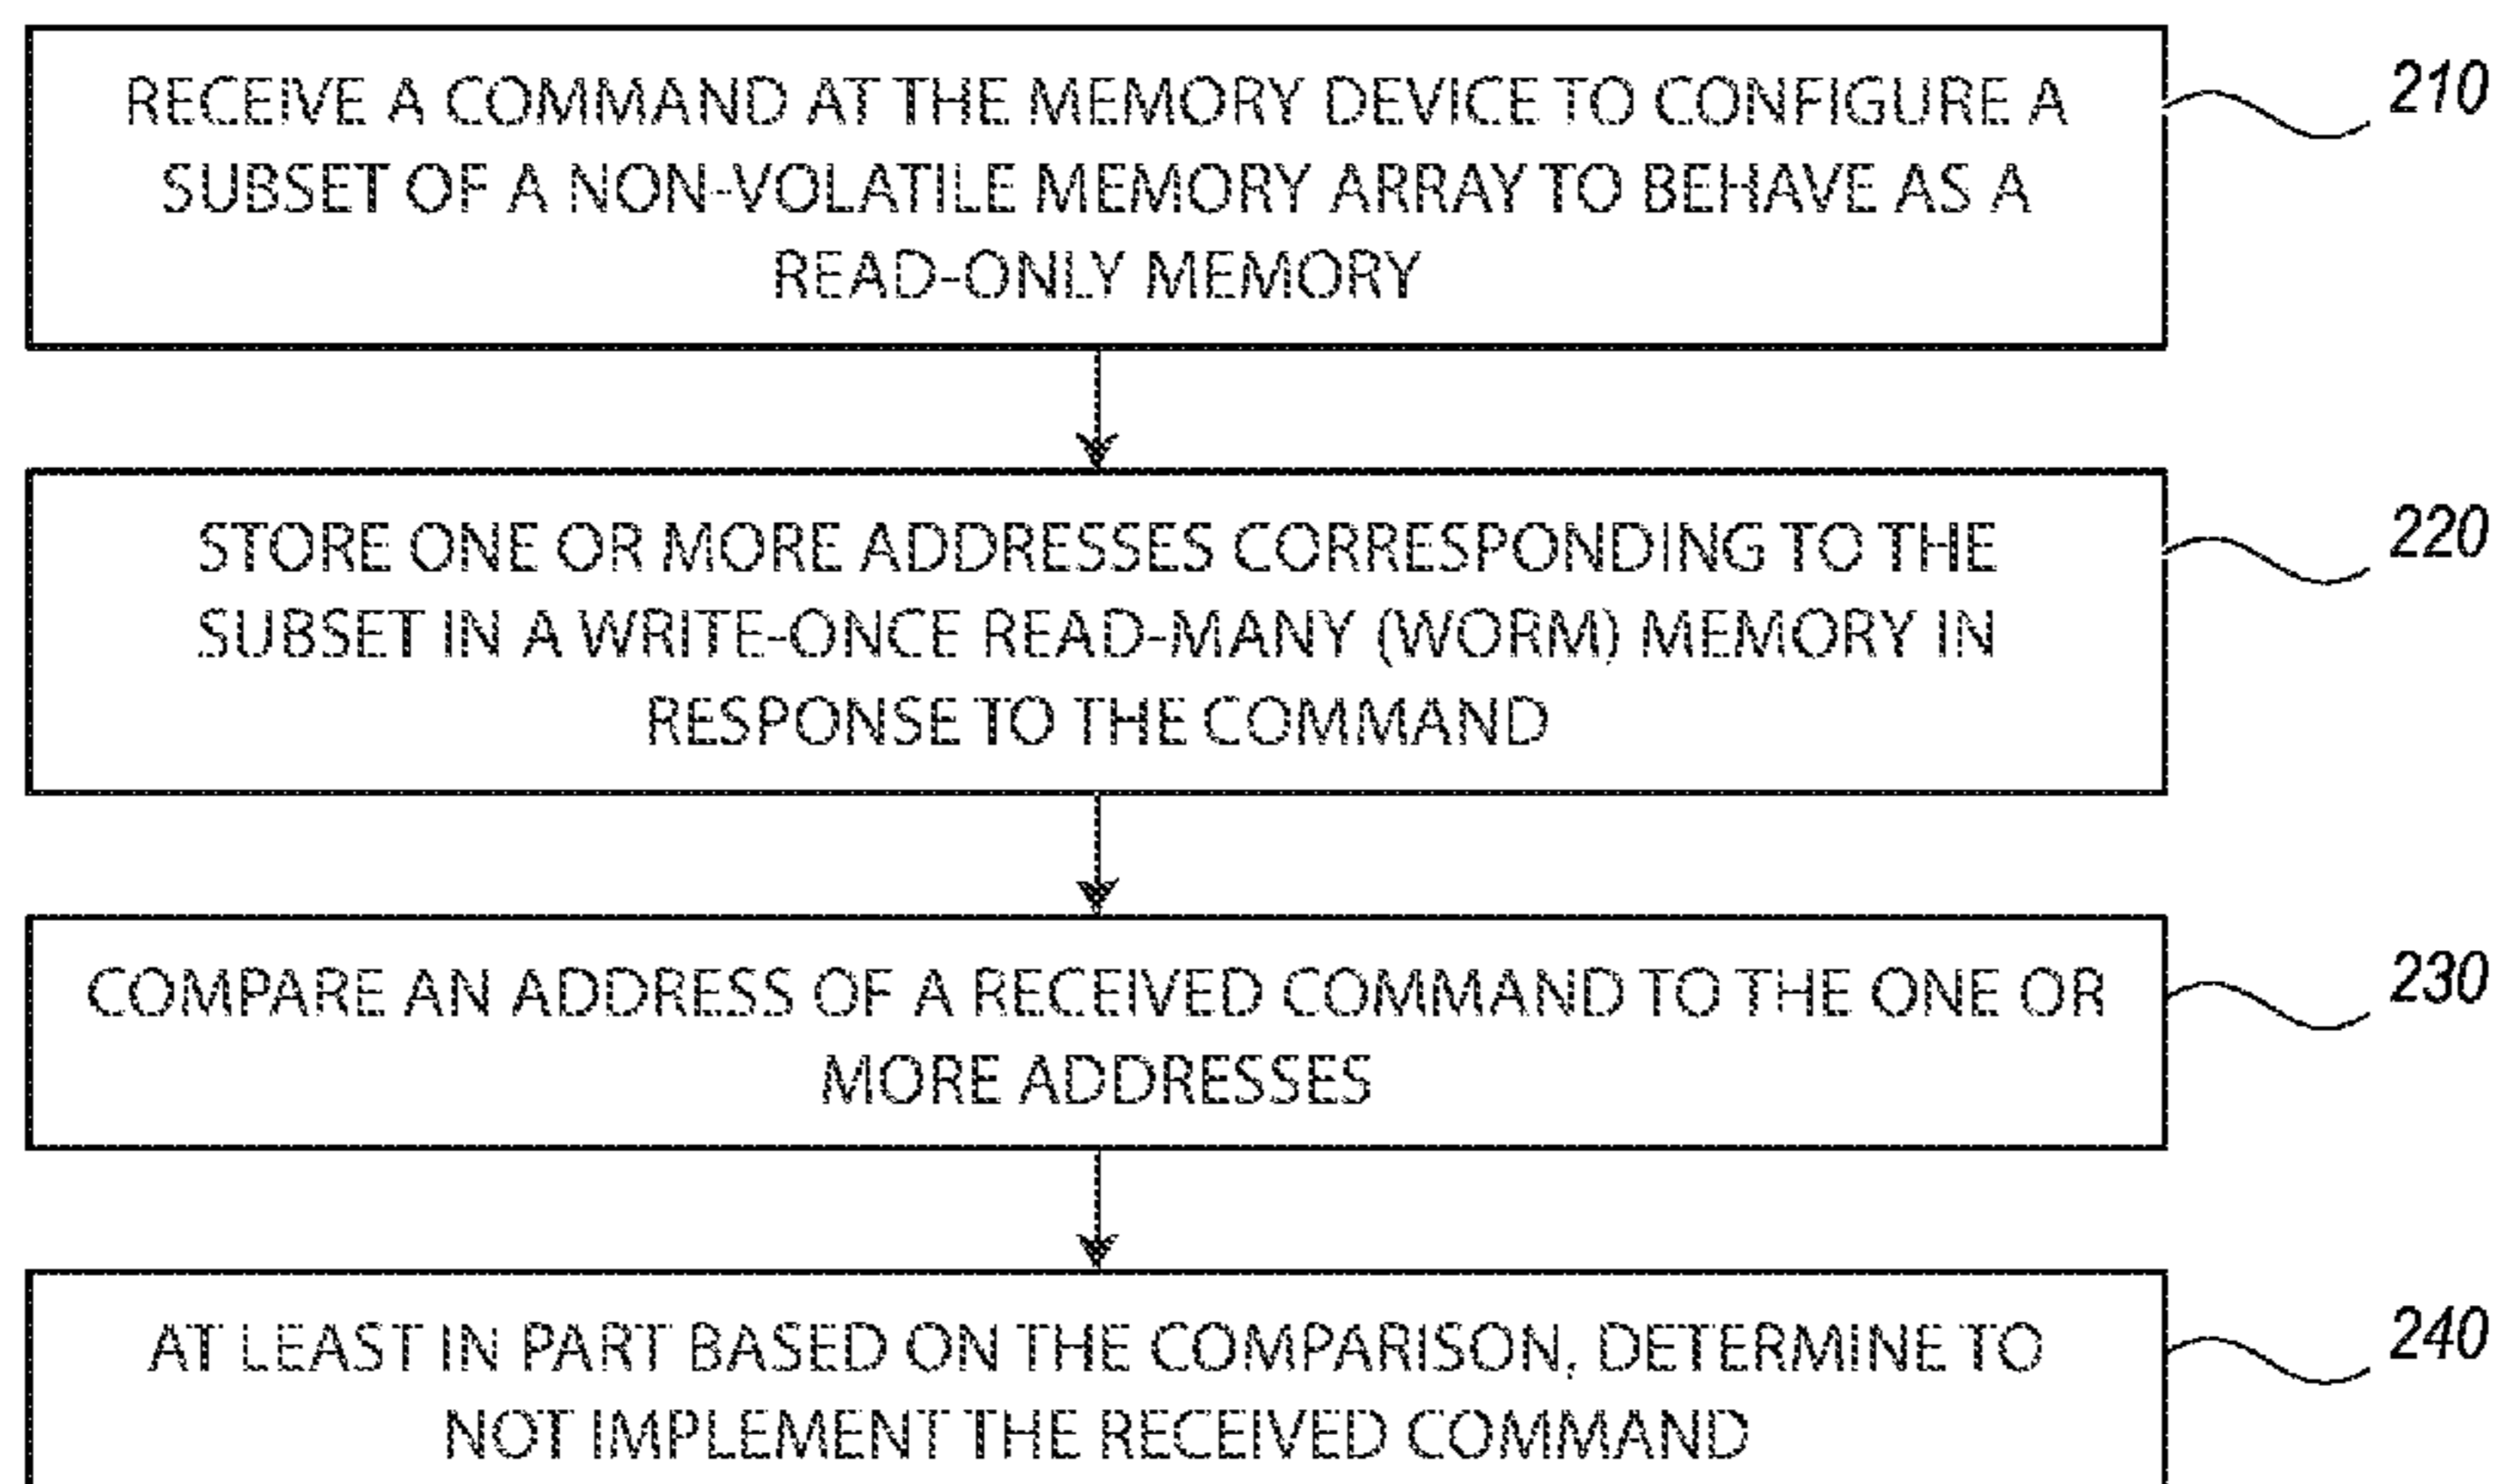 RECEIVE A COMMAND AT THE MEMORY DEVICE TO CONFIGURE A
SUBSET OF A NON-VOLATILE MEMORY ARRAY TO BEHAVE AS A
READ-ONLY MEMORY
210
STORE ONE OR MORE ADDRESSES CORRESPONDING TO THE
SUBSET IN A WRITE-ONCE READ-MANY (WORM) MEMORY IN
RESPONSE TO THE COMMAND
220
COMPARE AN ADDRESS OF A RECEIVED COMMAND TO THE ONE OR
MORE ADDRESSES
230
AT LEAST IN PART BASED ON THE COMPARISON, DETERMINE TO
NOT IMPLEMENT THE RECEIVED COMMAND
240